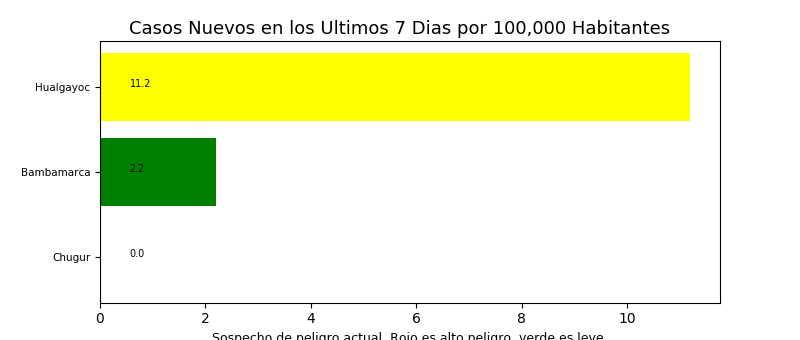 Casos Nuevos en los Ultimos 7 Dias por 100,000 Habitantes
Hualgayoc
11.2
Bambamarca
2.2
Chugur
0.0
0 2 4 6 8 10
Sospecho de peligro actual. Rojo es alto peligro, verde es leve